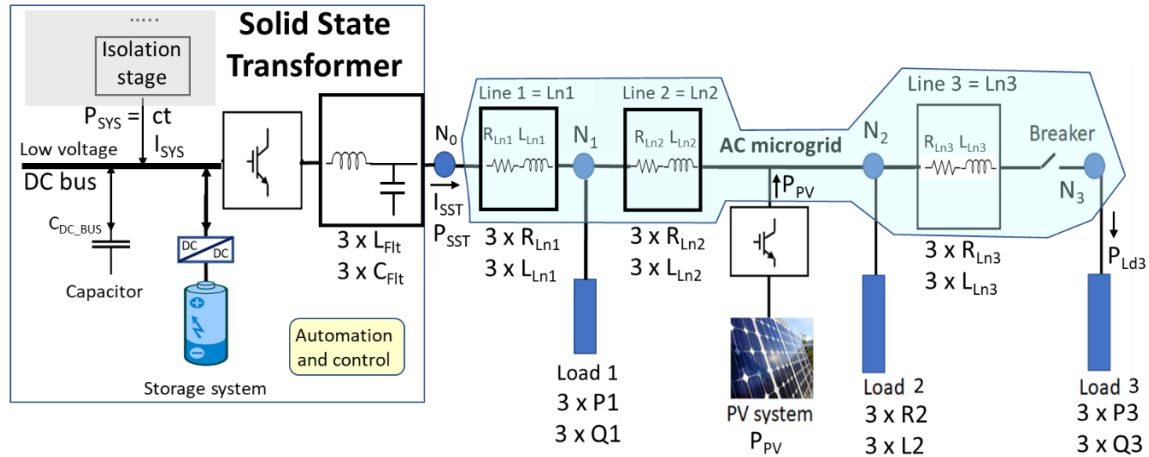 .....
Isolation
stage
Solid State
Transformer
P_SYS = ct
I_SYS
Low voltage
DC bus
C_DC_BUS
Capacitor
DC
DC
Storage system
Automation
and control
3 x L_Flt
3 x C_Flt
N_0
I_SST
P_SST
Line 1 = Ln1
R_Ln1 L_Ln1
3 x R_Ln1
3 x L_Ln1
N_1
Load 1
3 x P1
3 x Q1
Line 2 = Ln2
R_Ln2 L_Ln2
3 x R_Ln2
3 x L_Ln2
AC microgrid
P_PV
PV system
P_PV
N_2
Load 2
3 x R2
3 x L2
Line 3 = Ln3
R_Ln3 L_Ln3
3 x R_Ln3
3 x L_Ln3
Breaker
N_3
P_Ld3
Load 3
3 x P3
3 x Q3